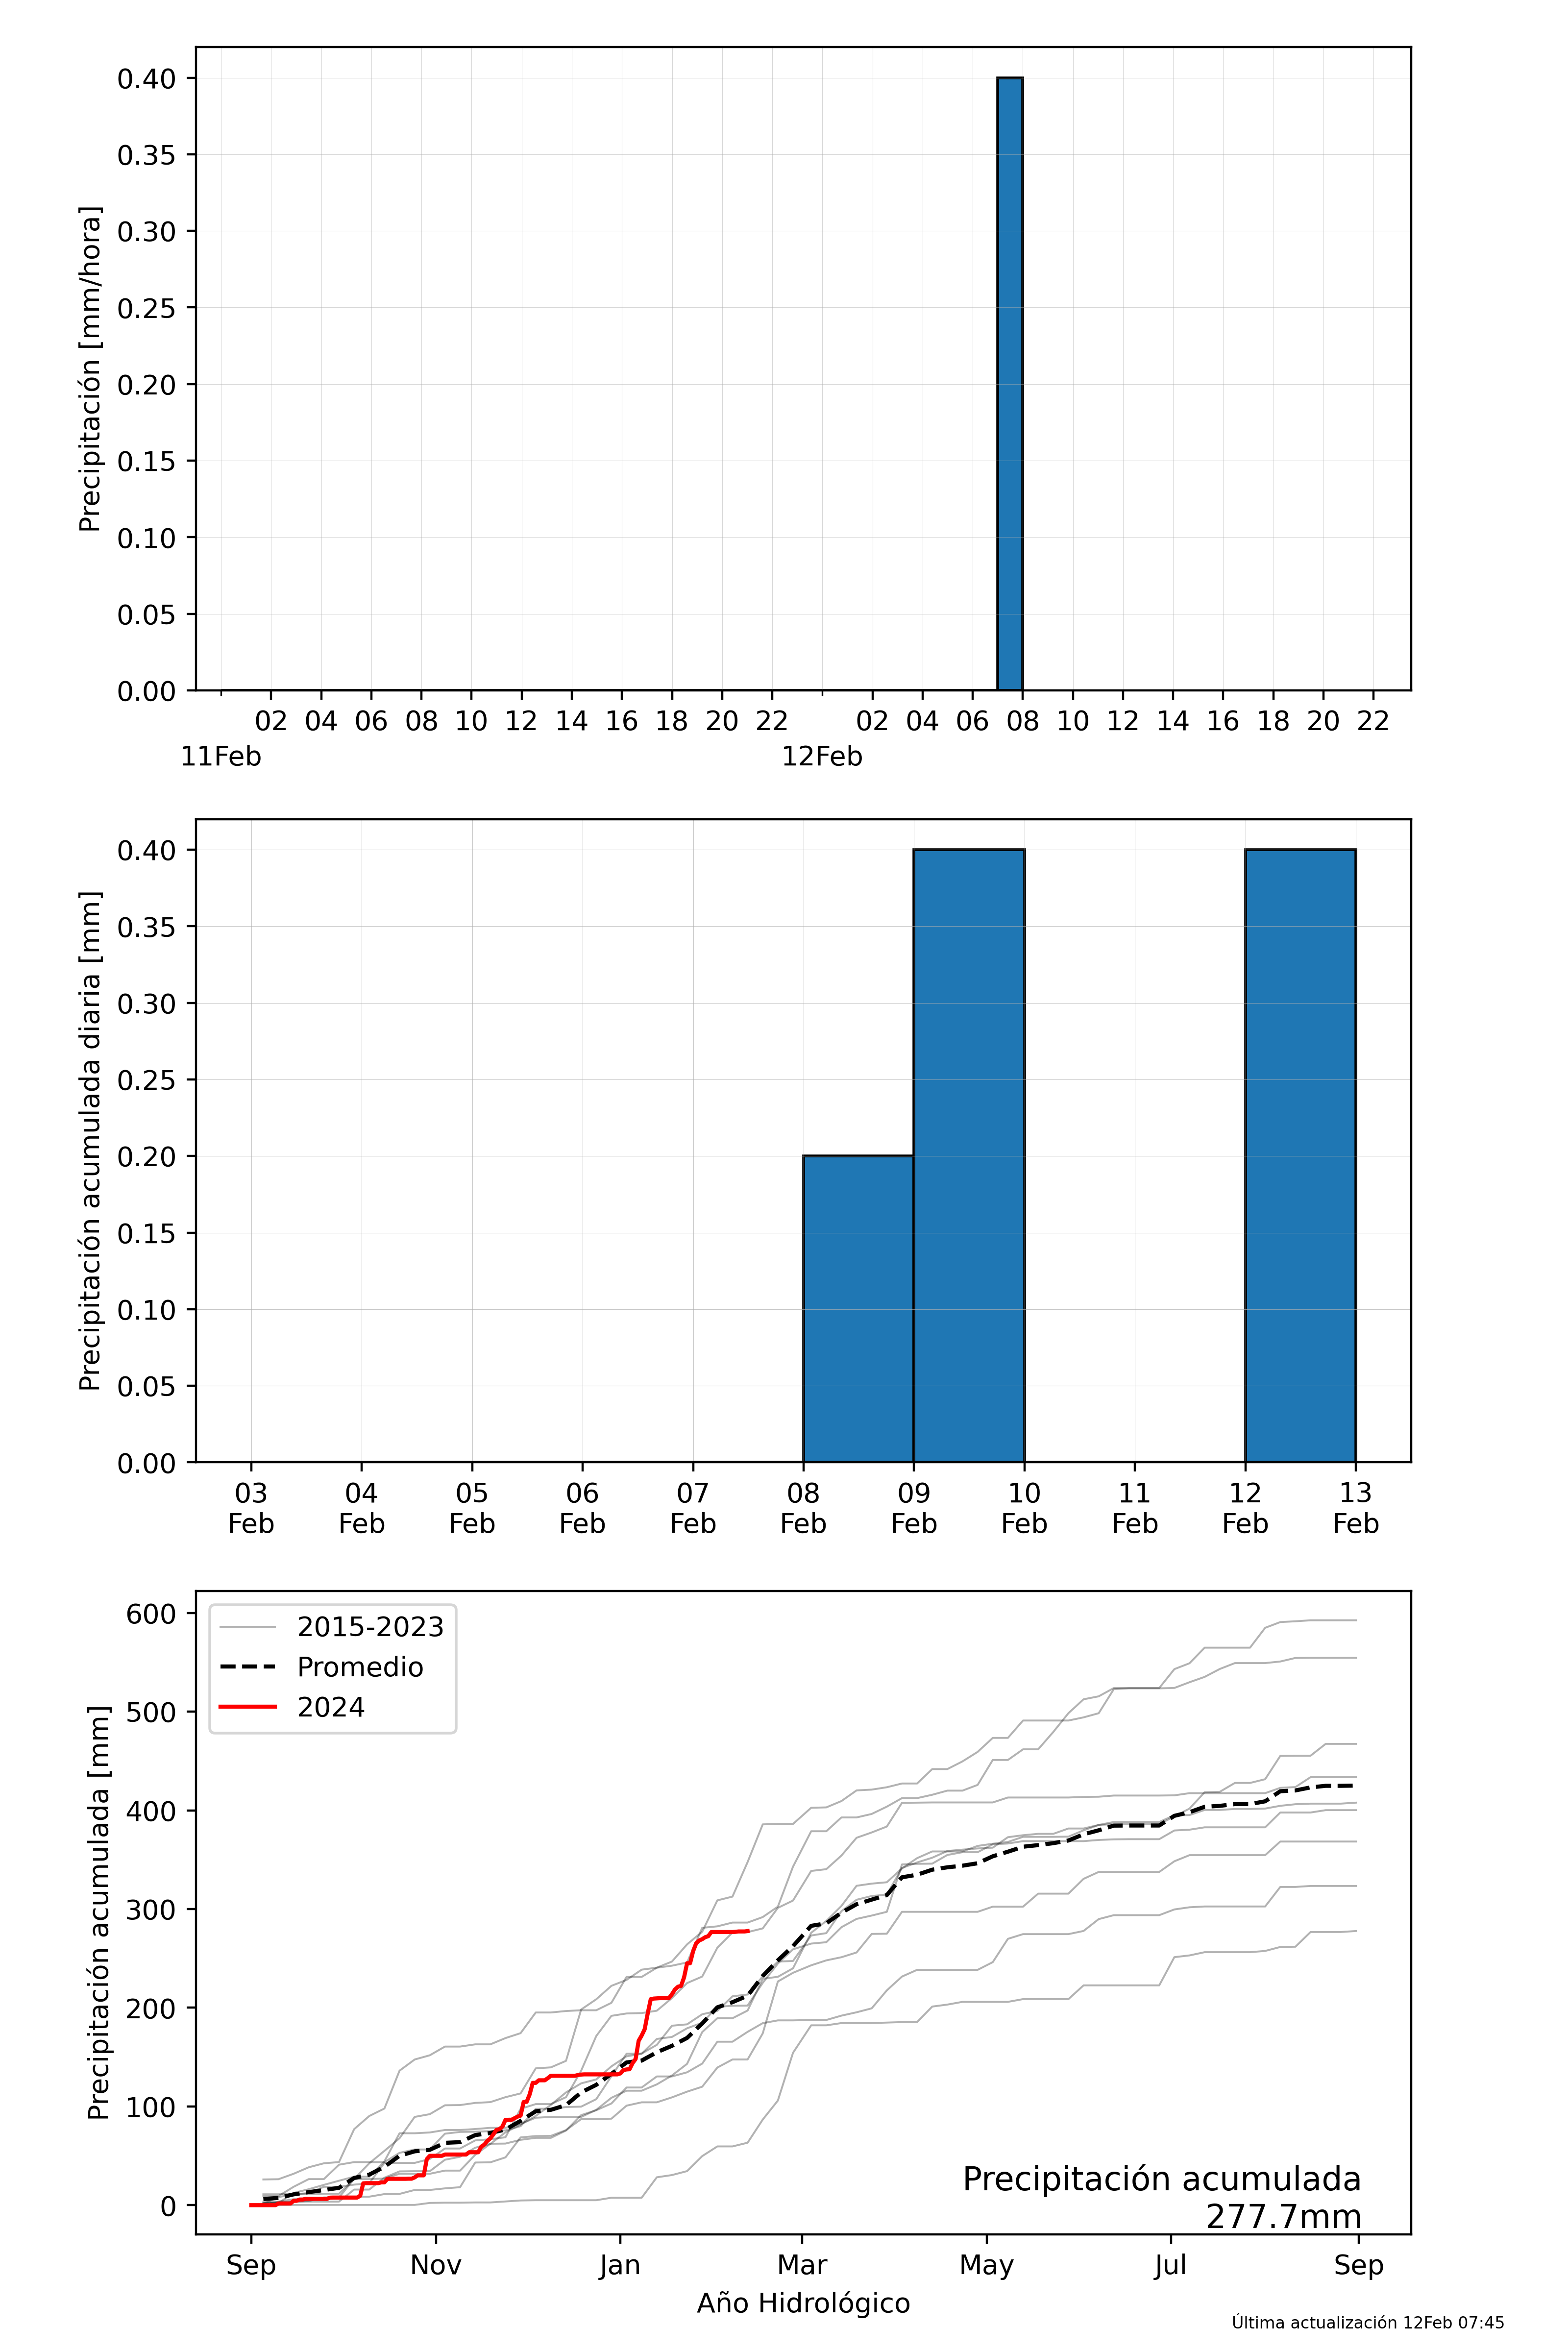 Precipitación [mm/hora]
0.40
0.35
0.30
0.25
0.20
0.15
0.10
0.05
0.00
02 04 06 08 10 12 14 16 18 20 22 02 04 06 08 10 12 14 16 18 20 22
11Feb 12Feb
Precipitación acumulada diaria [mm]
0.40
0.35
0.30
0.25
0.20
0.15
0.10
0.05
0.00
03 04 05 06 07 08 09 10 11 12 13
Feb Feb Feb Feb Feb Feb Feb Feb Feb Feb Feb
Precipitación acumulada [mm]
600
500
400
300
200
100
0
2015-2023
Promedio
2024
Precipitación acumulada
277.7mm
Sep Nov Jan Mar May Jul Sep
Año Hidrológico
Última actualización 12Feb 07:45